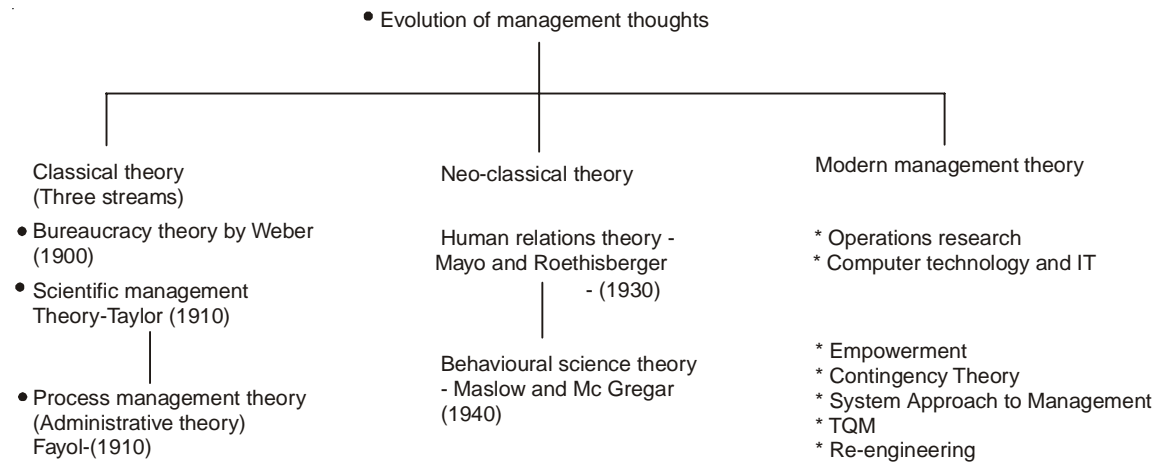 • Evolution of management thoughts
Classical theory
(Three streams)
• Bureaucracy theory by Weber
(1900)
• Scientific management
Theory-Taylor (1910)
• Process management theory
(Administrative theory)
Fayol-(1910)
Neo-classical theory
Human relations theory -
Mayo and Roethisberger
- (1930)
Behavioural science theory
- Maslow and Mc Gregar
(1940)
Modern management theory
* Operations research
* Computer technology and IT
* Empowerment
* Contingency Theory
* System Approach to Management
* TQM
* Re-engineering